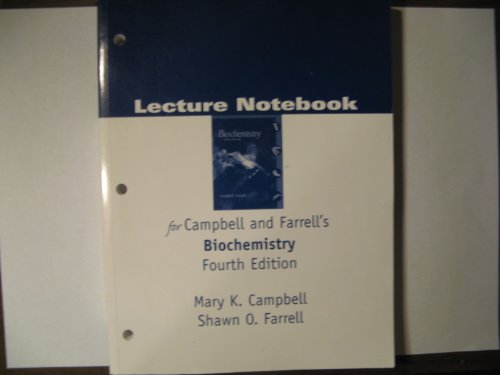 Lecture Notebook
Biochemistry
for Campbell and Farrell's
Biochemistry
Fourth Edition
Mary K. Campbell
Shawn O. Farrell